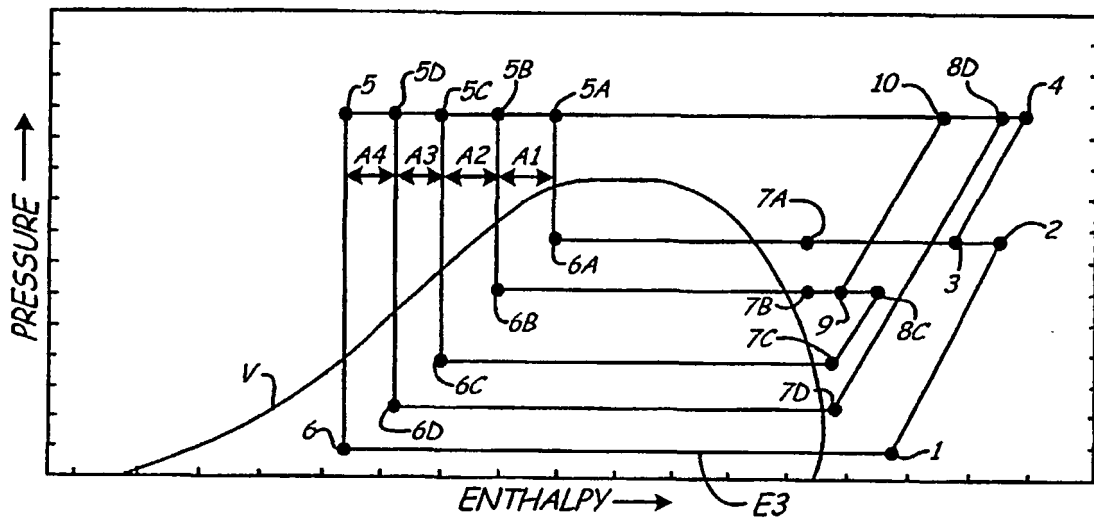 5
5D
5C
5B
5A
10
8D
4
A4
A3
A2
A1
7A
2
6A
3
6B
7B
9
8C
7C
V
6C
7D
6D
6
1
E3
PRESSURE
ENTHALPY